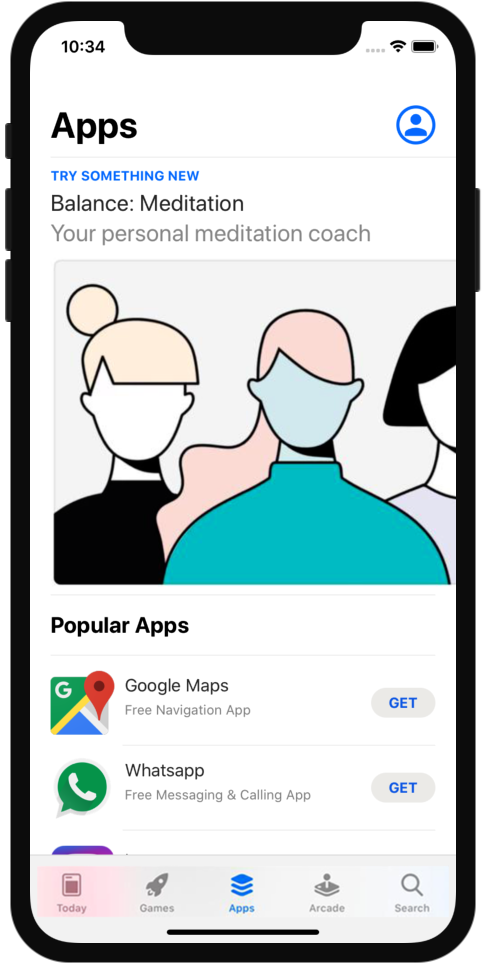 10:34
Apps
TRY SOMETHING NEW
Balance: Meditation
Your personal meditation coach
Popular Apps
G
Google Maps
Free Navigation App
GET
Whatsapp
Free Messaging & Calling App
GET
Today
Games
Apps
Arcade
Search